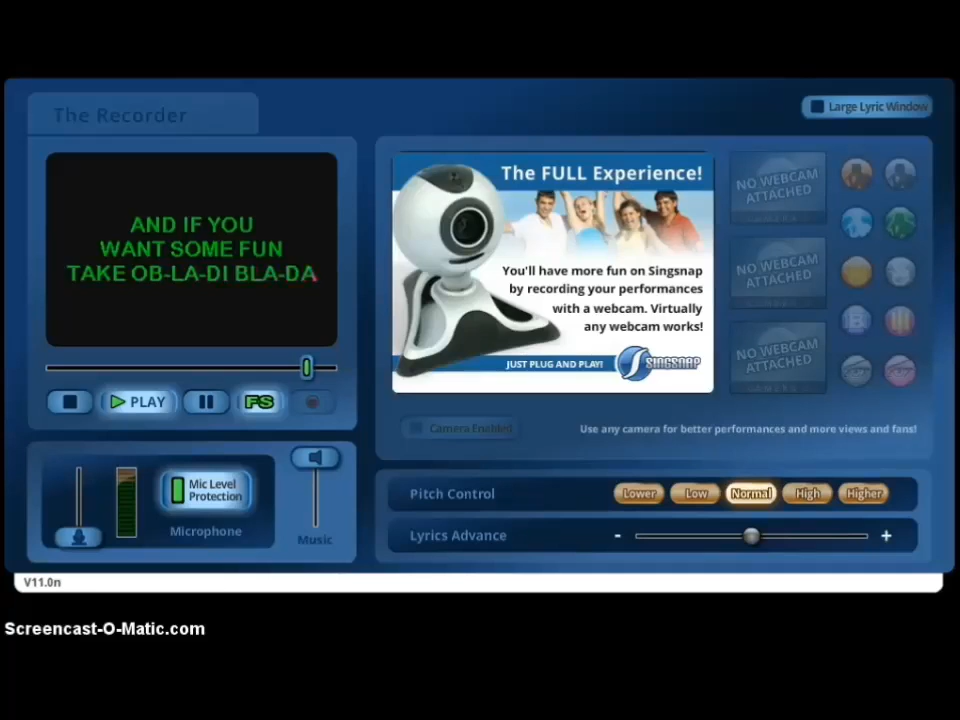 The Recorder
Large Lyric Window
AND IF YOU
WANT SOME FUN
TAKE OB-LA-DI BLA-DA
PLAY
FS
Mic Level
Protection
Microphone
Music
The FULL Experience!
You'll have more fun on Singsnap
by recording your performances
with a webcam. Virtually
any webcam works!
JUST PLUG AND PLAY!
SINGSNAP
NO WEBCAM
ATTACHED
NO WEBCAM
ATTACHED
NO WEBCAM
ATTACHED
Camera Enabled
Use any camera for better performances and more views and fans!
Pitch Control
Lower
Low
Normal
High
Higher
Lyrics Advance
-
+
V11.0n
Screencast-O-Matic.com